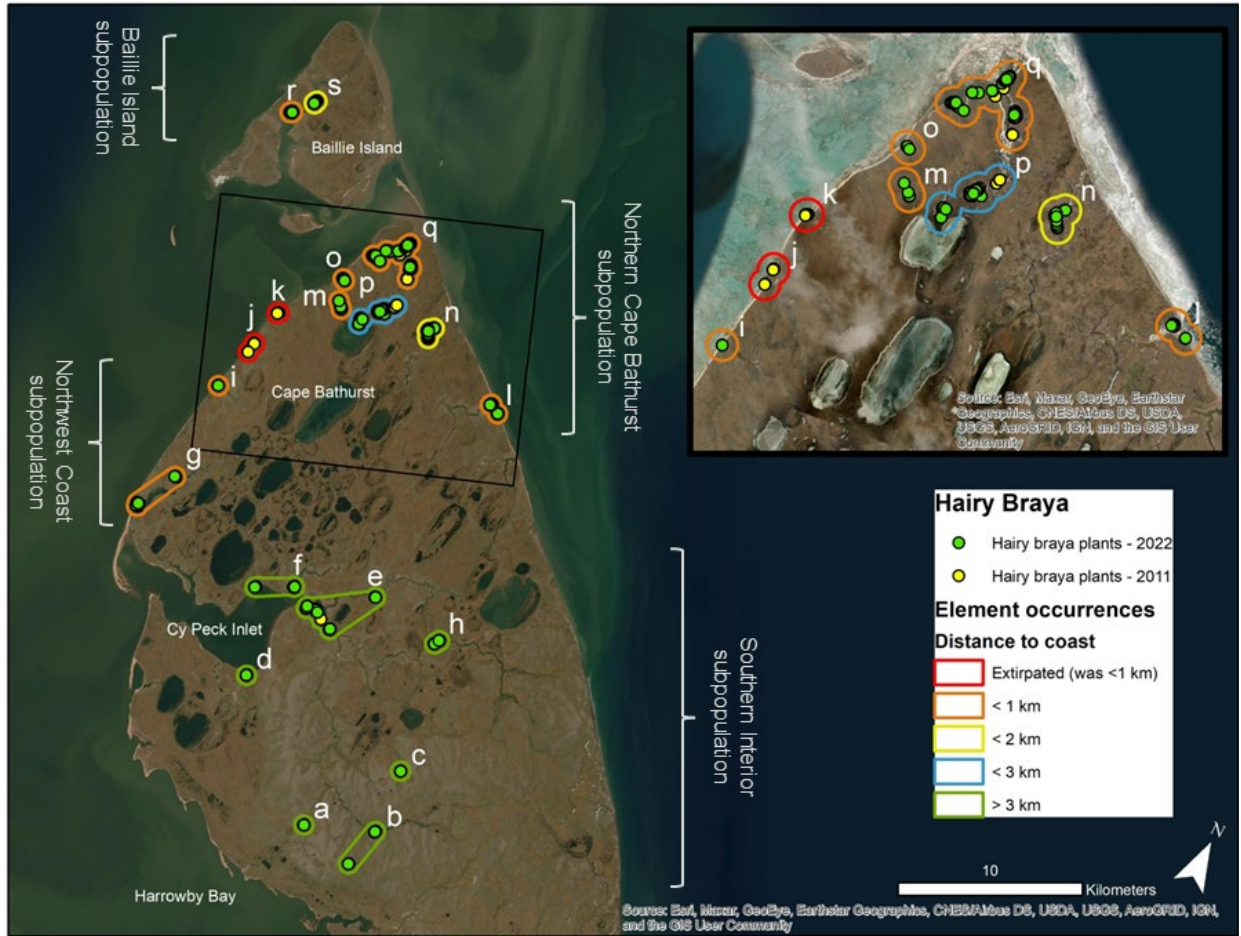 Baillie Island
subpopulation
r
s
Baillie Island
Northern Cape Bathurst
subpopulation
q
o
p
m
n
k
j
i
Cape Bathurst
l
Northwest Coast
subpopulation
g
f
e
Cy Peck Inlet
h
d
Southern Interior
subpopulation
c
a
b
Harrowby Bay
q
o
m
p
n
k
j
i
Source: Esri, Maxar, GeoEye, Earthstar
Geographics, CNES/Airbus DS, USDA,
USGS, AeroGRID, IGN, and the GIS User
Community
Hairy Braya
Hairy braya plants - 2022
Hairy braya plants - 2011
Element occurrences
Distance to coast
Extirpated (was <1 km)
< 1 km
< 2 km
< 3 km
> 3 km
N
10
Kilometers
Source: Esri, Maxar, GeoEye, Earthstar Geographics, CNES/Airbus DS, USDA, USGS, AeroGRID, IGN,
and the GIS User Community